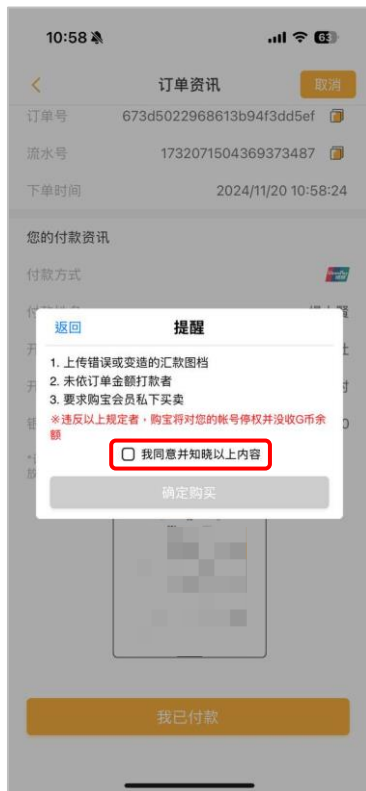 10:58
63
订单资讯
取消
订单号 673d5022968613b94f3dd5ef
流水号 1732071504369373487
下单时间 2024/11/20 10:58:24
您的付款资讯
付款方式
返回 提醒
1. 上传错误或变造的汇款图档
2. 未依订单金额打款者
3. 要求购宝会员私下买卖
※违反以上规定者，购宝将对您的帐号停权并没收G币余
额
我同意并知晓以上内容
确定购买
我已付款